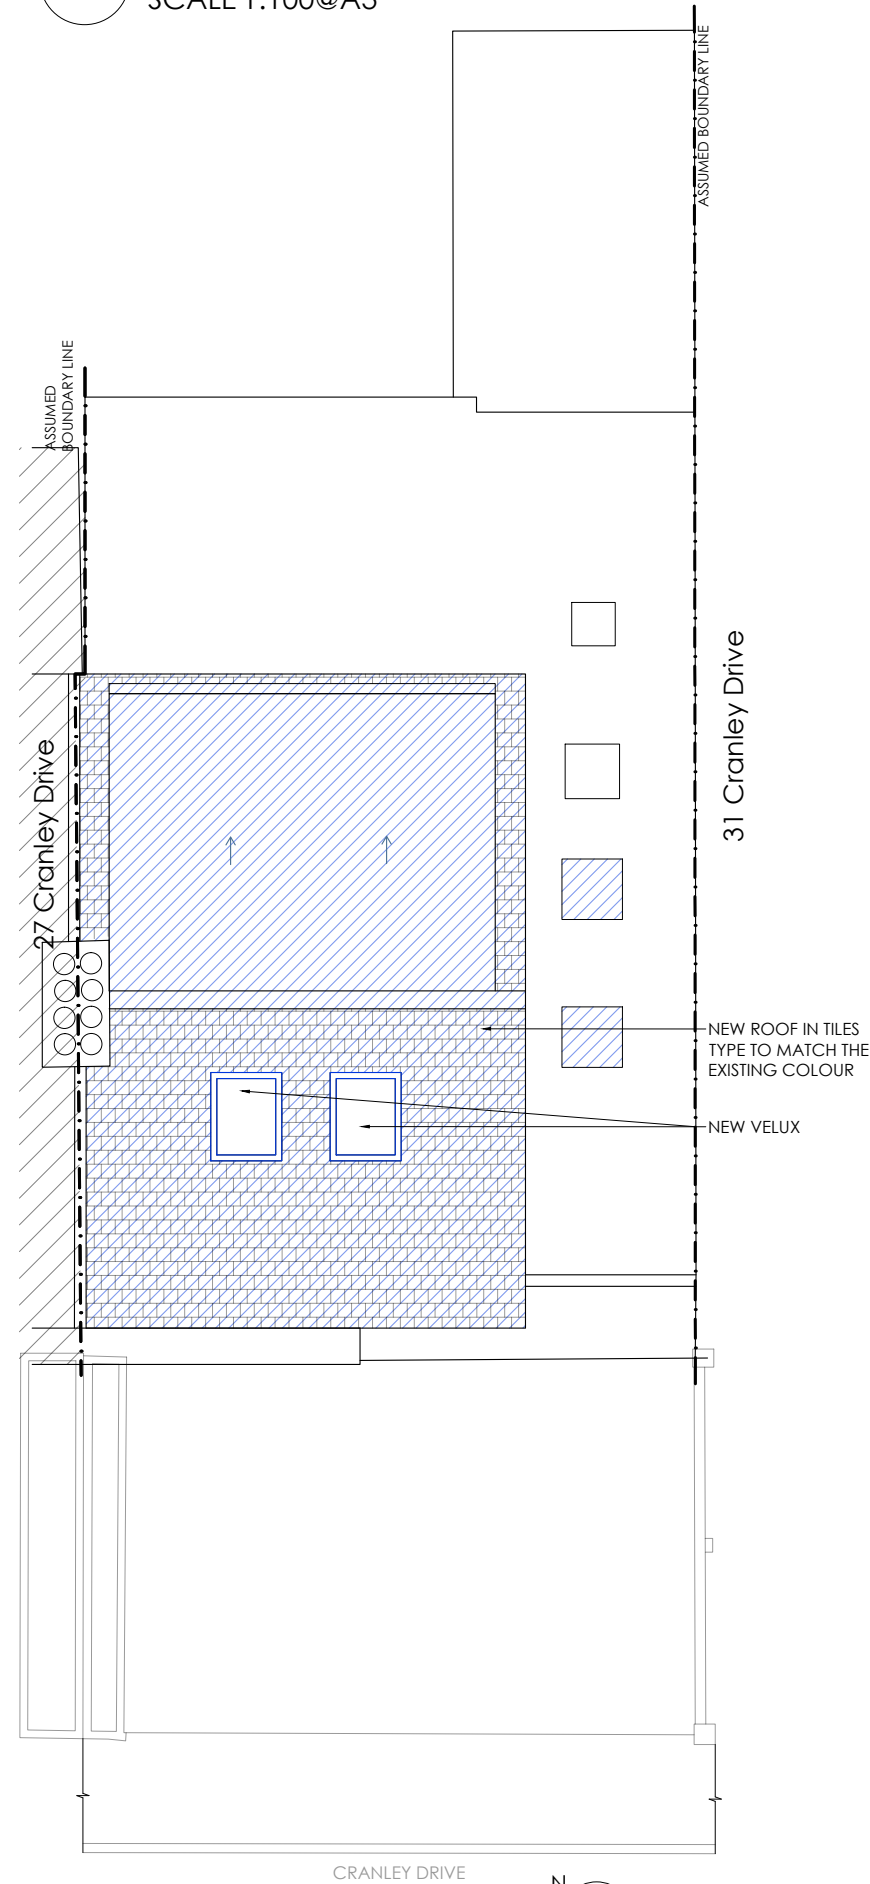 SCALE 1:100@A3
ASSUMED BOUNDARY LINE
ASSUMED
BOUNDARY LINE
27 Cranley Drive
31 Cranley Drive
NEW ROOF IN TILES
TYPE TO MATCH THE
EXISTING COLOUR
NEW VELUX
CRANLEY DRIVE
N